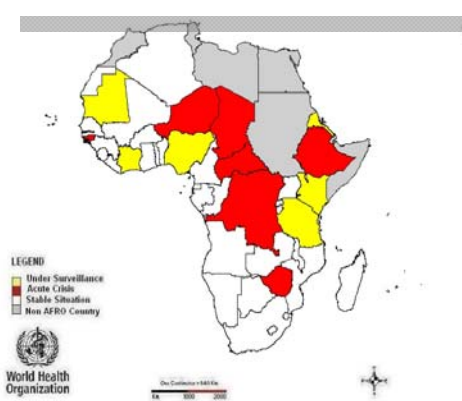 LEGEND
Under Surveillance
Acute Crisis
Stable Situation
Non AFRO Country
World Health
Organization